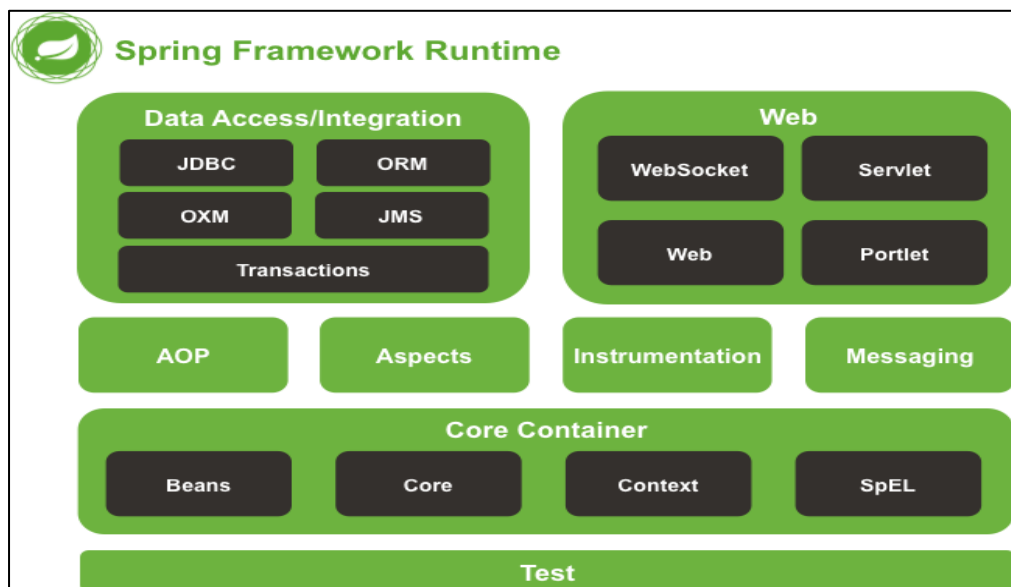 Spring Framework Runtime
Data Access/Integration
JDBC ORM
OXM JMS
Transactions
Web
WebSocket Servlet
Web Portlet
AOP Aspects Instrumentation Messaging
Core Container
Beans Core Context SpEL
Test